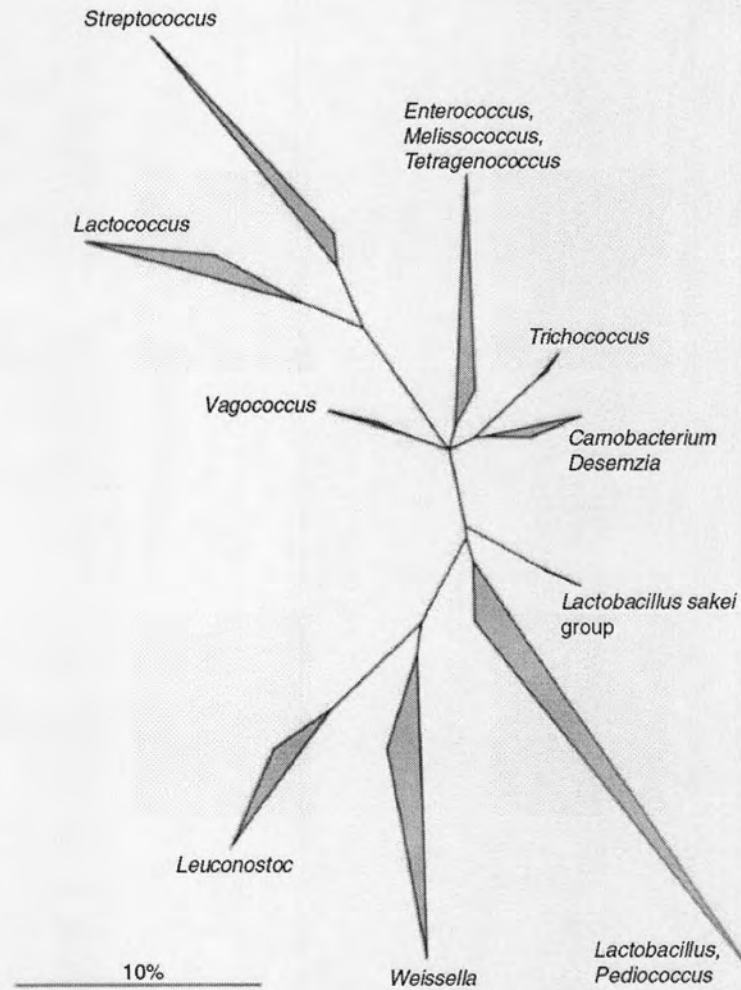 Streptococcus
Enterococcus,
Melissococcus,
Tetragenococcus
Lactococcus
Trichococcus
Vagococcus
Carnobacterium
Desemzia
Lactobacillus sakei
group
Leuconostoc
10%
Weissella
Lactobacillus,
Pediococcus